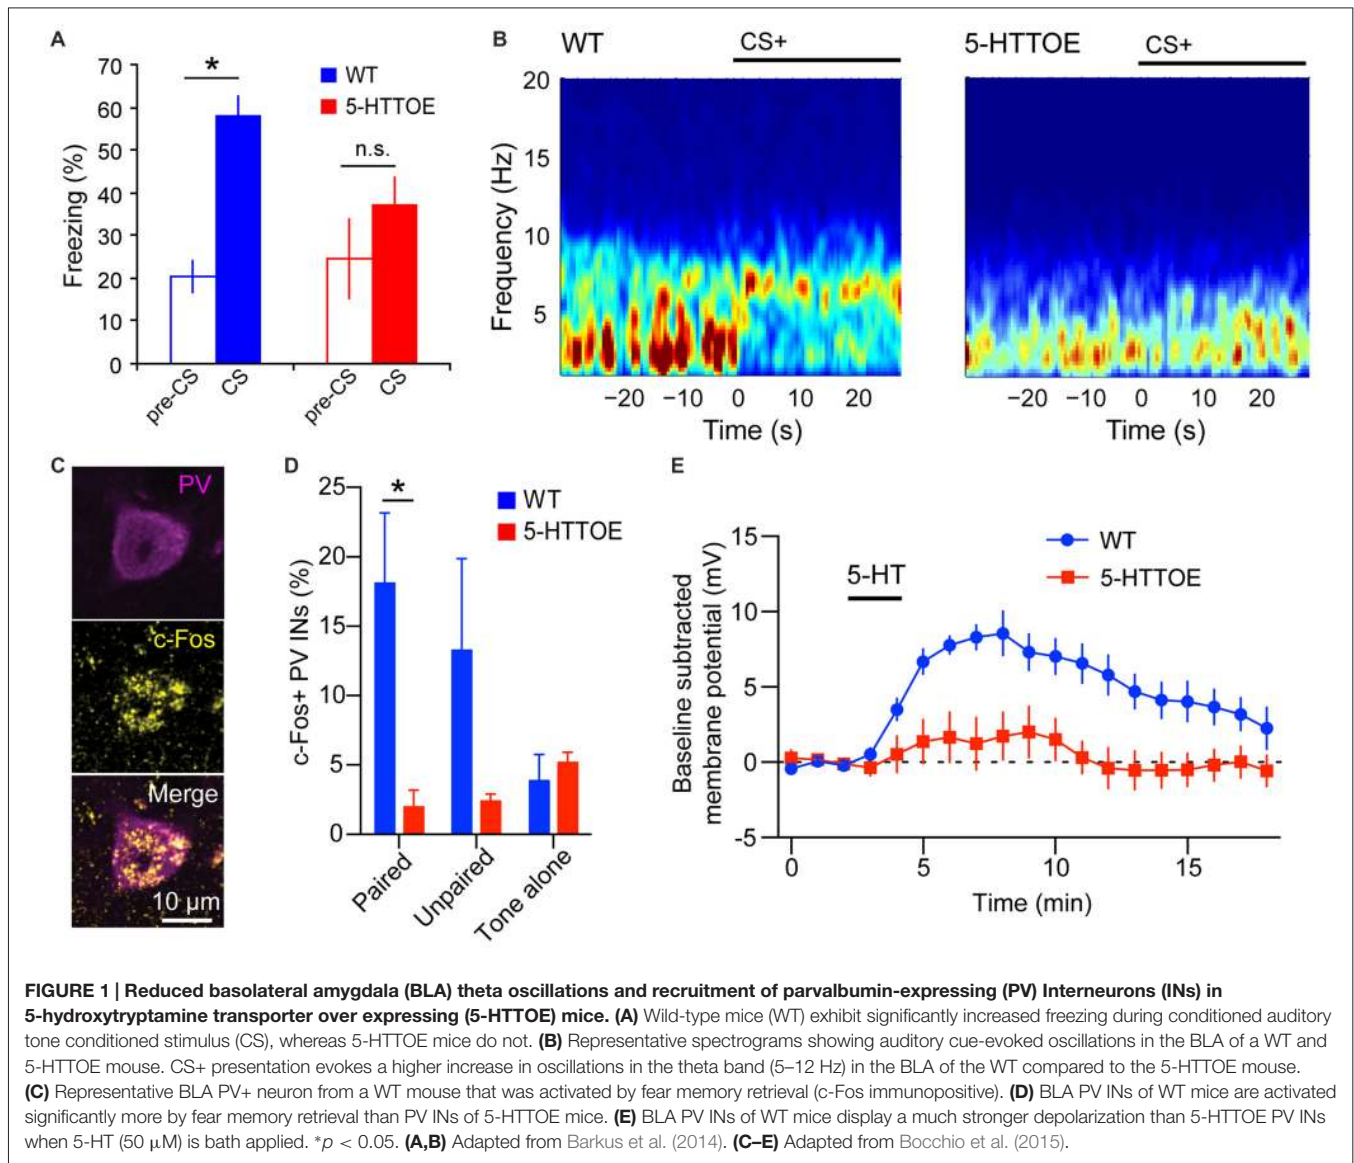 A
70
60
50
40
30
20
10
0
Freezing (%)
*
n.s.
WT
5-HTTOE
pre-CS
CS
pre-CS
CS
B
WT
CS+
5-HTTOE
CS+
20
15
10
5
Frequency (Hz)
−20 −10 0 10 20
Time (s)
−20 −10 0 10 20
Time (s)
C
PV
c-Fos
Merge
10 μm
D
25
20
15
10
5
0
c-Fos+ PV INs (%)
*
WT
5-HTTOE
Paired
Unpaired
Tone alone
E
15
10
5
0
-5
Baseline subtracted
membrane potential (mV)
5-HT
WT
5-HTTOE
0 5 10 15
Time (min)
FIGURE 1 | Reduced basolateral amygdala (BLA) theta oscillations and recruitment of parvalbumin-expressing (PV) Interneurons (INs) in
5-hydroxytryptamine transporter over expressing (5-HTTOE) mice. (A) Wild-type mice (WT) exhibit significantly increased freezing during conditioned auditory
tone conditioned stimulus (CS), whereas 5-HTTOE mice do not. (B) Representative spectrograms showing auditory cue-evoked oscillations in the BLA of a WT and
5-HTTOE mouse. CS+ presentation evokes a higher increase in oscillations in the theta band (5–12 Hz) in the BLA of the WT compared to the 5-HTTOE mouse.
(C) Representative BLA PV+ neuron from a WT mouse that was activated by fear memory retrieval (c-Fos immunopositive). (D) BLA PV INs of WT mice are activated
significantly more by fear memory retrieval than PV INs of 5-HTTOE mice. (E) BLA PV INs of WT mice display a much stronger depolarization than 5-HTTOE PV INs
when 5-HT (50 μM) is bath applied. *p < 0.05. (A,B) Adapted from Barkus et al. (2014). (C–E) Adapted from Bocchio et al. (2015).